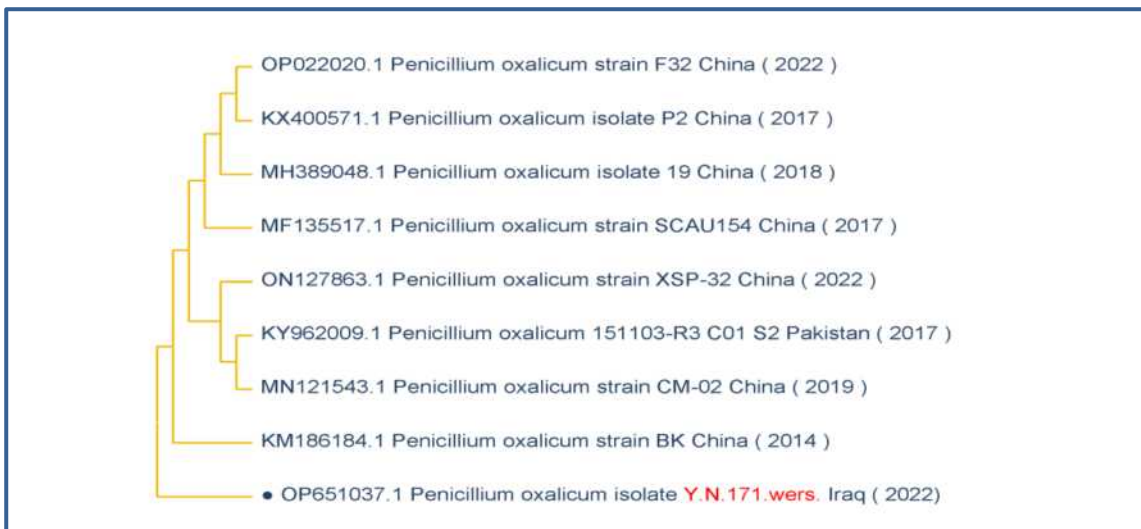 OP022020.1 Penicillium oxalicum strain F32 China ( 2022 )
KX400571.1 Penicillium oxalicum isolate P2 China ( 2017 )
MH389048.1 Penicillium oxalicum isolate 19 China ( 2018 )
MF135517.1 Penicillium oxalicum strain SCAU154 China ( 2017 )
ON127863.1 Penicillium oxalicum strain XSP-32 China ( 2022 )
KY962009.1 Penicillium oxalicum 151103-R3 C01 S2 Pakistan ( 2017 )
MN121543.1 Penicillium oxalicum strain CM-02 China ( 2019 )
KM186184.1 Penicillium oxalicum strain BK China ( 2014 )
● OP651037.1 Penicillium oxalicum isolate Y.N.171.wers. Iraq ( 2022)